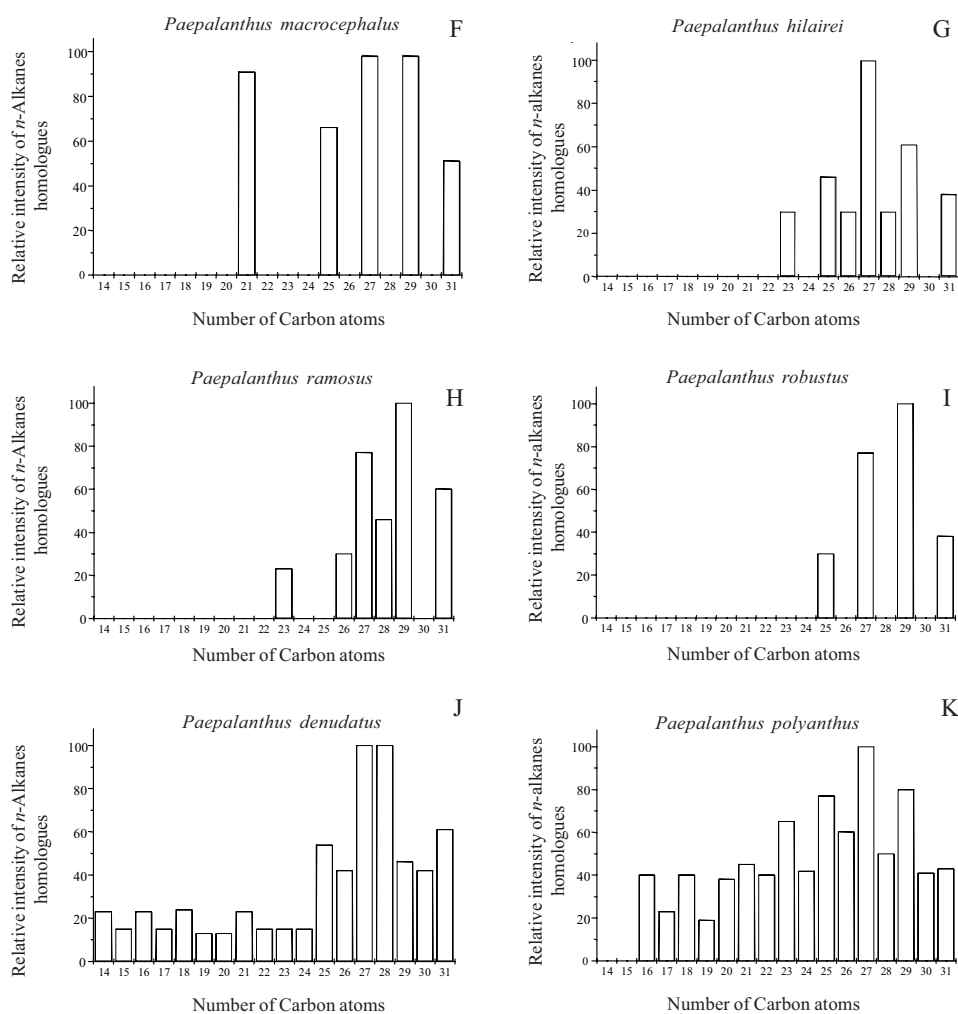 Paepalanthus macrocephalus
F
Relative intensity of n-Alkanes
homologues
100
80
60
40
20
0
14 15 16 17 18 19 20 21 22 23 24 25 26 27 28 29 30 31
Number of Carbon atoms
Paepalanthus hilairei
G
Relative intensity of n-alkanes
homologues
100
80
60
40
20
0
14 15 16 17 18 19 20 21 22 23 25 26 27 28 29 30 31
Number of Carbon atoms
Paepalanthus ramosus
H
Relative intensity of n-Alkanes
homologues
100
80
60
40
20
0
14 15 16 17 18 19 20 21 22 23 25 26 27 28 29 30 31
Number of Carbon atoms
Paepalanthus robustus
I
Relative intensity of n-alkanes
homologues
100
80
60
40
20
0
14 15 16 17 18 19 20 21 22 23 25 26 27 28 29 30 31
Number of Carbon atoms
Paepalanthus denudatus
J
Relative intensity of n-Alkanes
homologues
100
80
60
40
20
0
14 15 16 17 18 19 20 21 22 23 24 25 26 27 28 29 30 31
Number of Carbon atoms
Paepalanthus polyanthus
K
Relative intensity of n-alkanes
homologues
100
80
60
40
20
0
14 15 16 17 18 19 20 21 22 23 24 25 26 27 28 29 30 31
Number of Carbon atoms